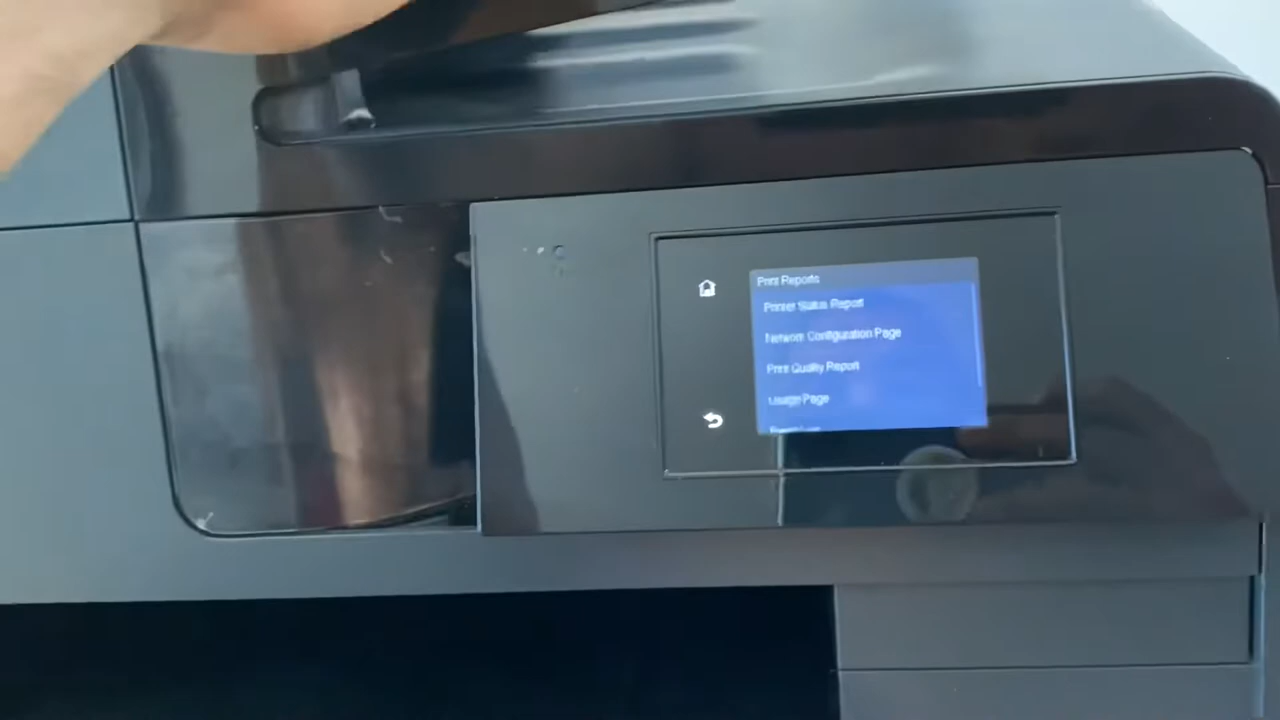 Print Reports
Printer Status Report
Network Configuration Page
Print Quality Report
Usage Page